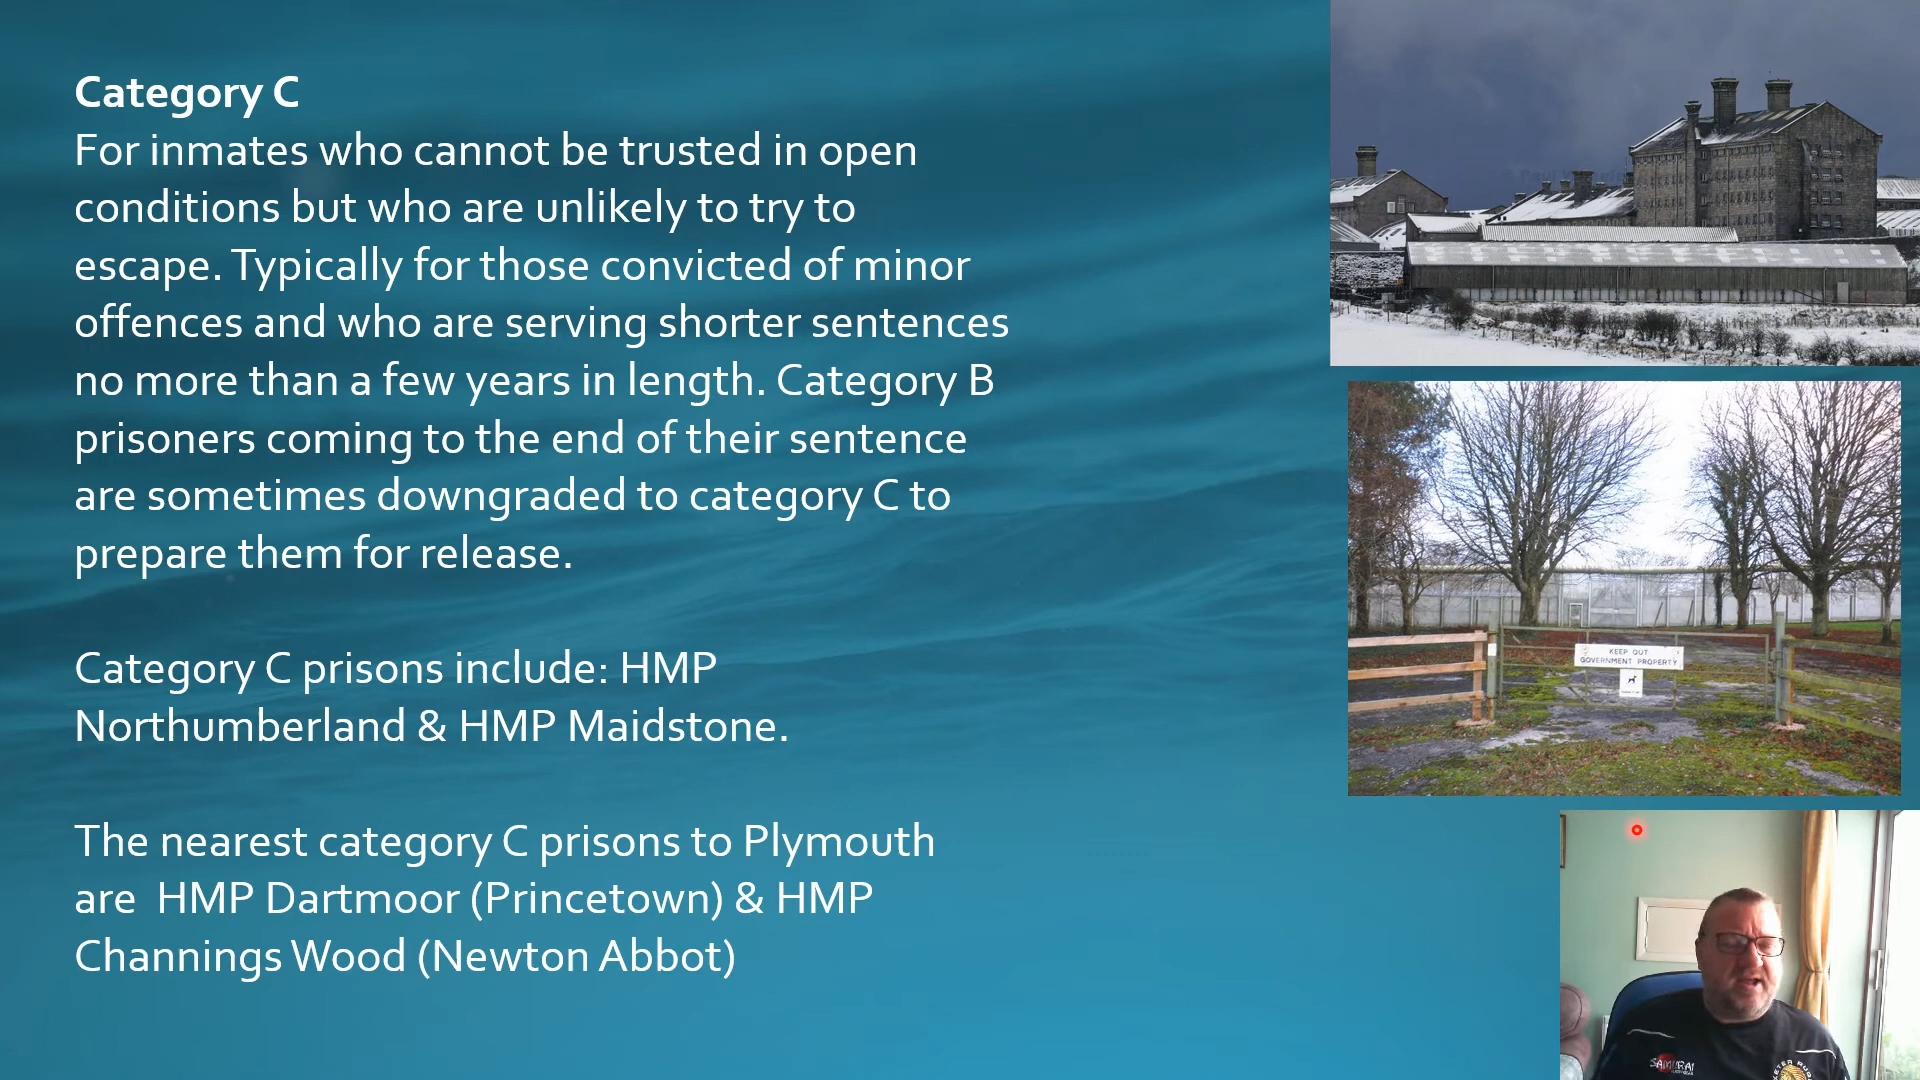 Category C
For inmates who cannot be trusted in open
conditions but who are unlikely to try to
escape. Typically for those convicted of minor
offences and who are serving shorter sentences
no more than a few years in length. Category B
prisoners coming to the end of their sentence
are sometimes downgraded to category C to
prepare them for release.
Category C prisons include: HMP
Northumberland & HMP Maidstone.
The nearest category C prisons to Plymouth
are HMP Dartmoor (Princetown) & HMP
Channings Wood (Newton Abbot)
KEEP OUT
GOVERNMENT PROPERTY
SAMURAI